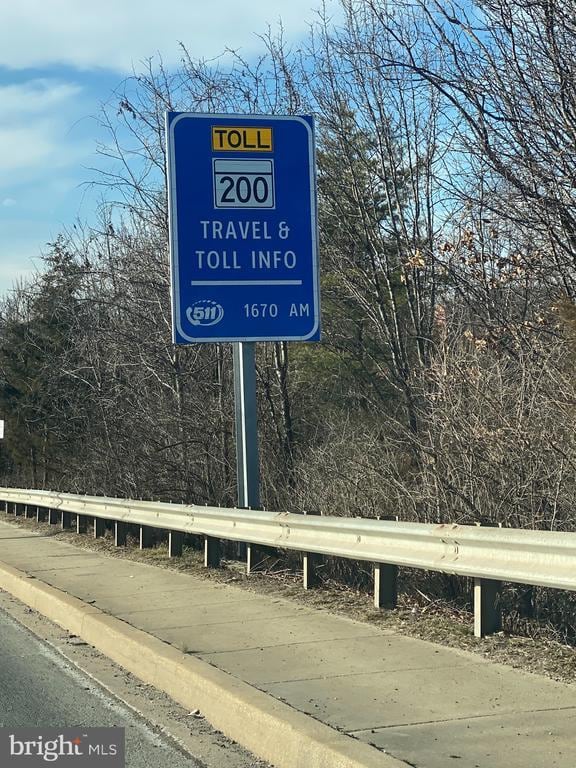 TOLL
200
TRAVEL &
TOLL INFO
511 1670 AM
bright MLS